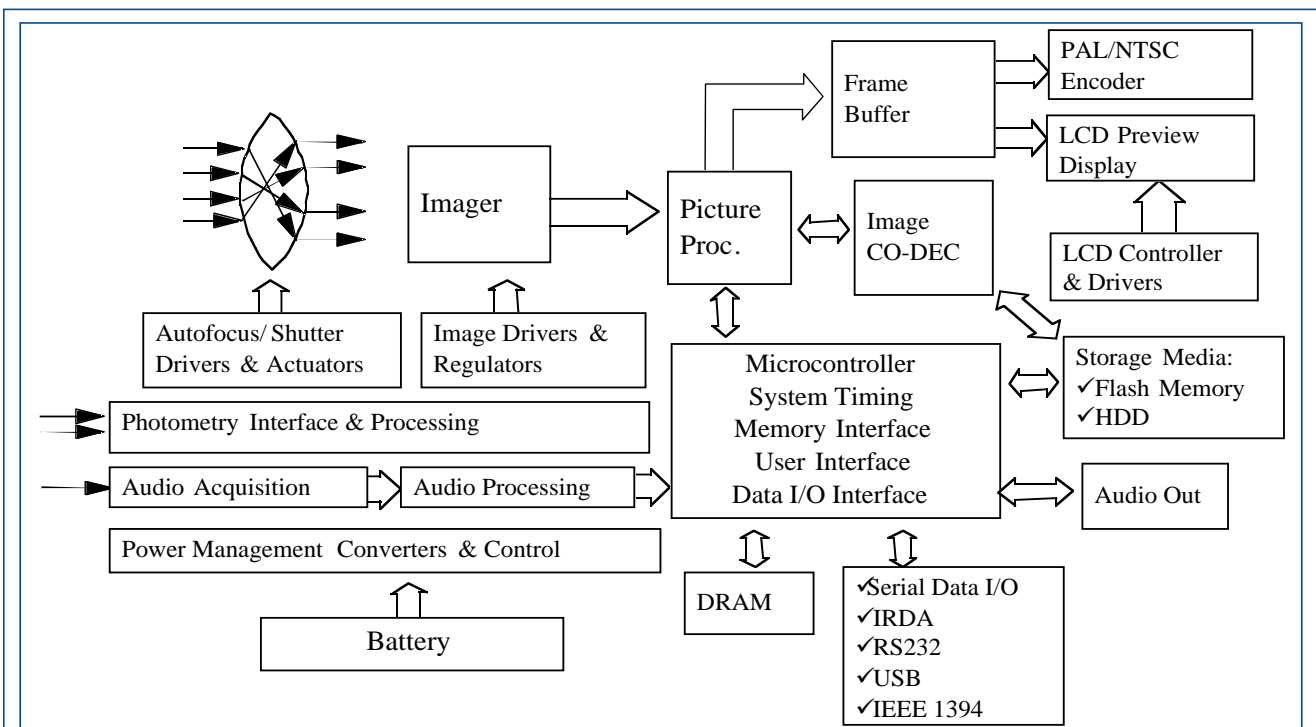 PAL/NTSC
Encoder
Frame
Buffer
LCD Preview
Display
Imager
Picture
Proc.
Image
CO-DEC
LCD Controller
& Drivers
Autofocus/ Shutter
Drivers & Actuators
Image Drivers &
Regulators
Microcontroller
System Timing
Memory Interface
User Interface
Data I/O Interface
Storage Media:
✓Flash Memory
✓HDD
Photometry Interface & Processing
Audio Acquisition
Audio Processing
Audio Out
Power Management Converters & Control
Battery
DRAM
✓Serial Data I/O
✓IRDA
✓RS232
✓USB
✓IEEE 1394